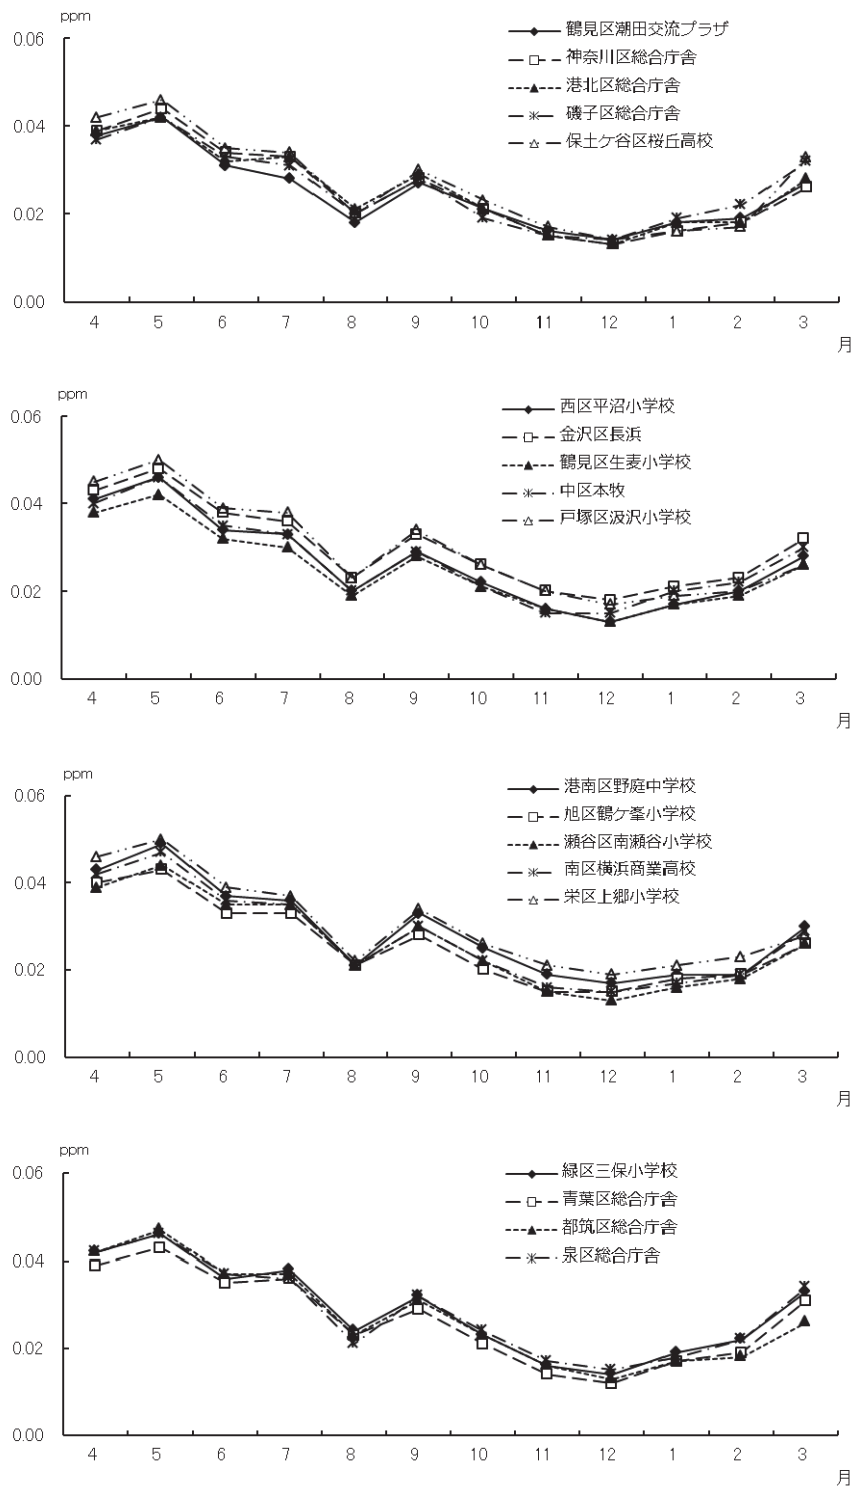 ppm
鶴見区潮田交流プラザ
神奈川区総合庁舎
港北区総合庁舎
磯子区総合庁舎
保土ケ谷区桜丘高校
0.06
0.04
0.02
0.00
4 5 6 7 8 9 10 11 12 1 2 3
月
ppm
西区平沼小学校
金沢区長浜
鶴見区生麦小学校
中区本牧
戸塚区汲沢小学校
0.06
0.04
0.02
0.00
4 5 6 7 8 9 10 11 12 1 2 3
月
ppm
港南区野庭中学校
旭区鶴ケ峯小学校
瀬谷区南瀬谷小学校
南区横浜商業高校
栄区上郷小学校
0.06
0.04
0.02
0.00
4 5 6 7 8 9 10 11 12 1 2 3
月
ppm
緑区三保小学校
青葉区総合庁舎
都筑区総合庁舎
泉区総合庁舎
0.06
0.04
0.02
0.00
4 5 6 7 8 9 10 11 12 1 2 3
月